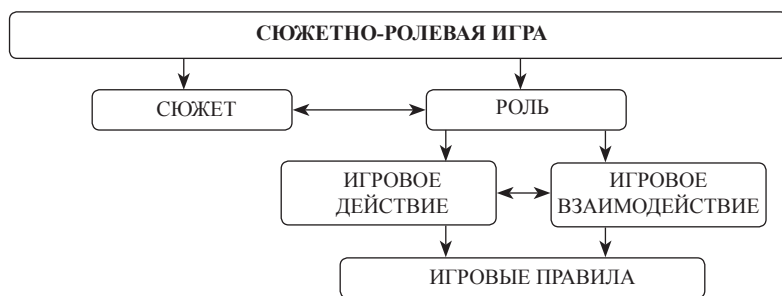 СЮЖЕТНО-РОЛЕВАЯ ИГРА
СЮЖЕТ
РОЛЬ
ИГРОВОЕ
ДЕЙСТВИЕ
ИГРОВОЕ
ВЗАИМОДЕЙСТВИЕ
ИГРОВЫЕ ПРАВИЛА